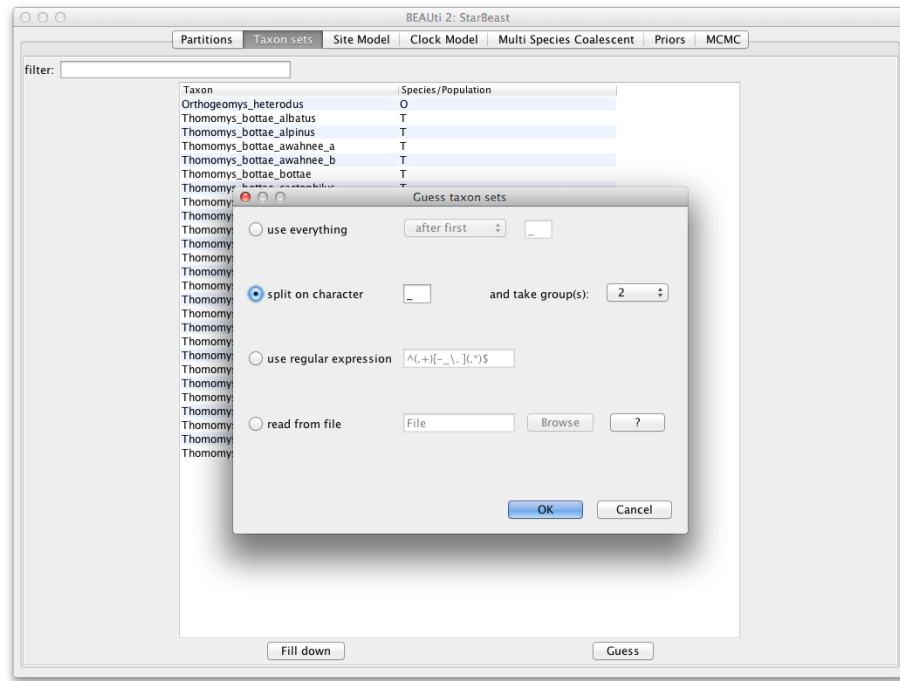 BEAUti 2: StarBeast
Partitions Taxon sets Site Model Clock Model Multi Species Coalescent Priors MCMC
filter:
Taxon Species/Population
Orthogeomys_heterodus O
Thomomys_bottae_albatus T
Thomomys_bottae_alpinus T
Thomomys_bottae_awahnee_a T
Thomomys_bottae_awahnee_b T
Thomomys_bottae_bottae T
Guess taxon sets
use everything after first _
split on character _ and take group(s): 2
use regular expression ^(.+)[-_\. ](.*)$
read from file File Browse ?
OK Cancel
Fill down Guess